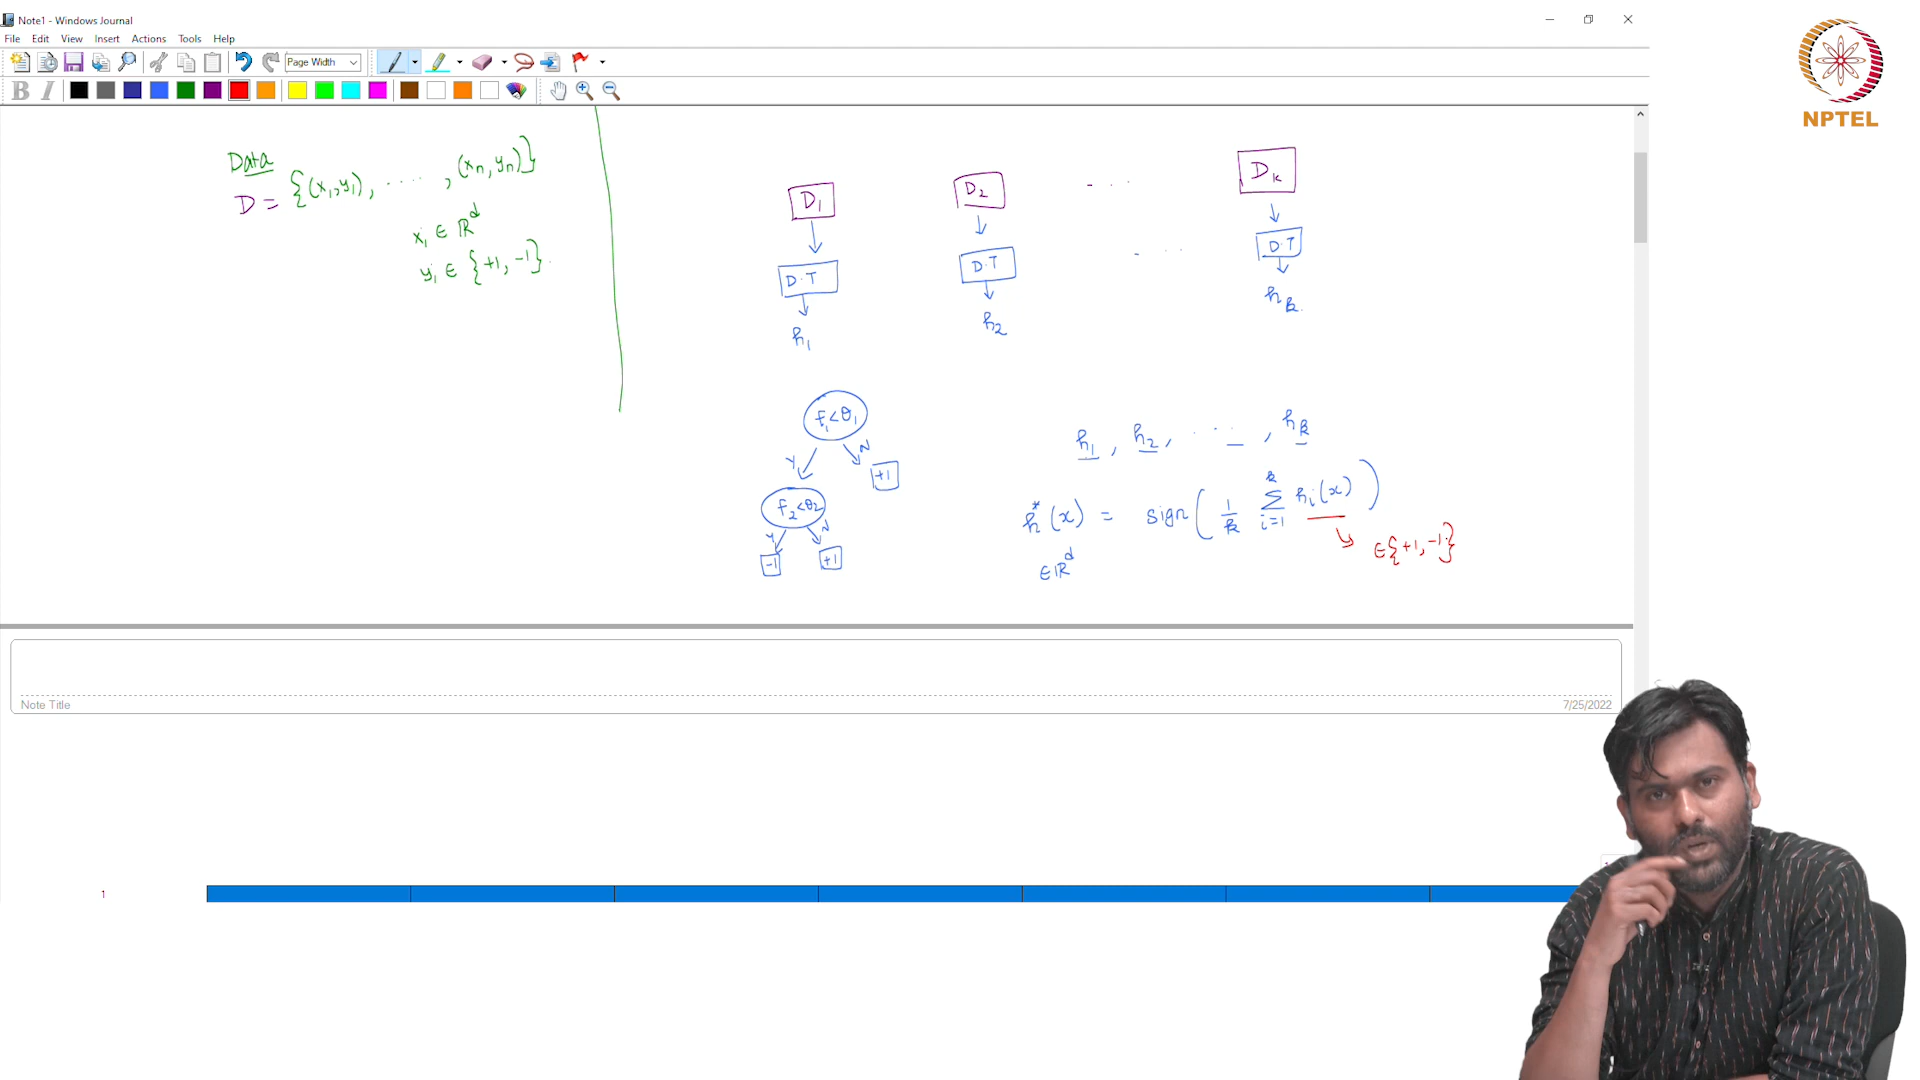 Note1 - Windows Journal
File Edit View Insert Actions Tools Help
Page Width
B I
NPTEL
Data
D = {(x₁,y₁), ....... , (xₙ,yₙ)}
xᵢ ∈ ℝᵈ
yᵢ ∈ {+1, -1}.
D₁ D₂ - . . . Dₖ
D.T D.T - . . . D.T
h₁ h₂ hₖ.
f₁<θ₁
Y N
+1
f₂<θ₂
Y N
-1 +1
h₁ , h₂ , . . . , hₖ
h*(x) = sign( 1/k Σᵢ₌₁ᵏ hᵢ(x) )
∈ℝᵈ
∈{+1,-1}
Note Title 7/25/2022
1